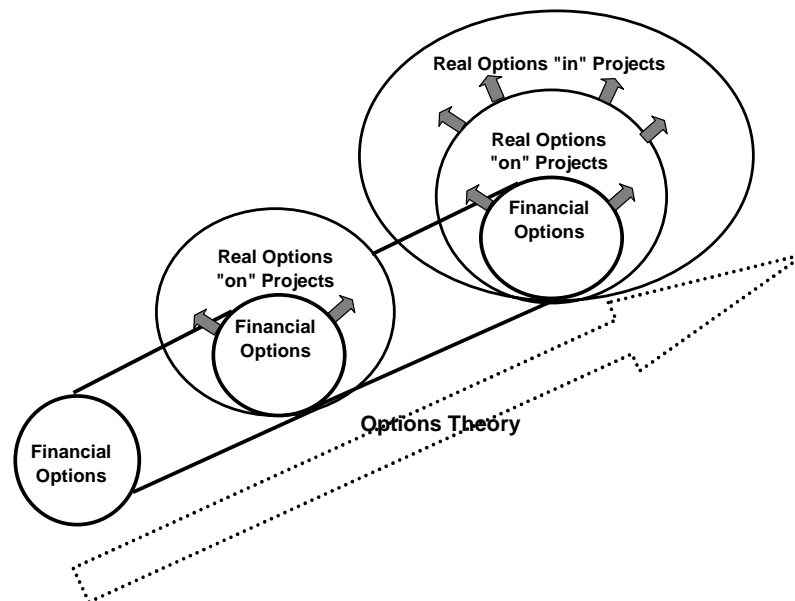 Real Options "in" Projects
Real Options
"on" Projects
Financial
Options
Real Options
"on" Projects
Financial
Options
Options Theory
Financial
Options